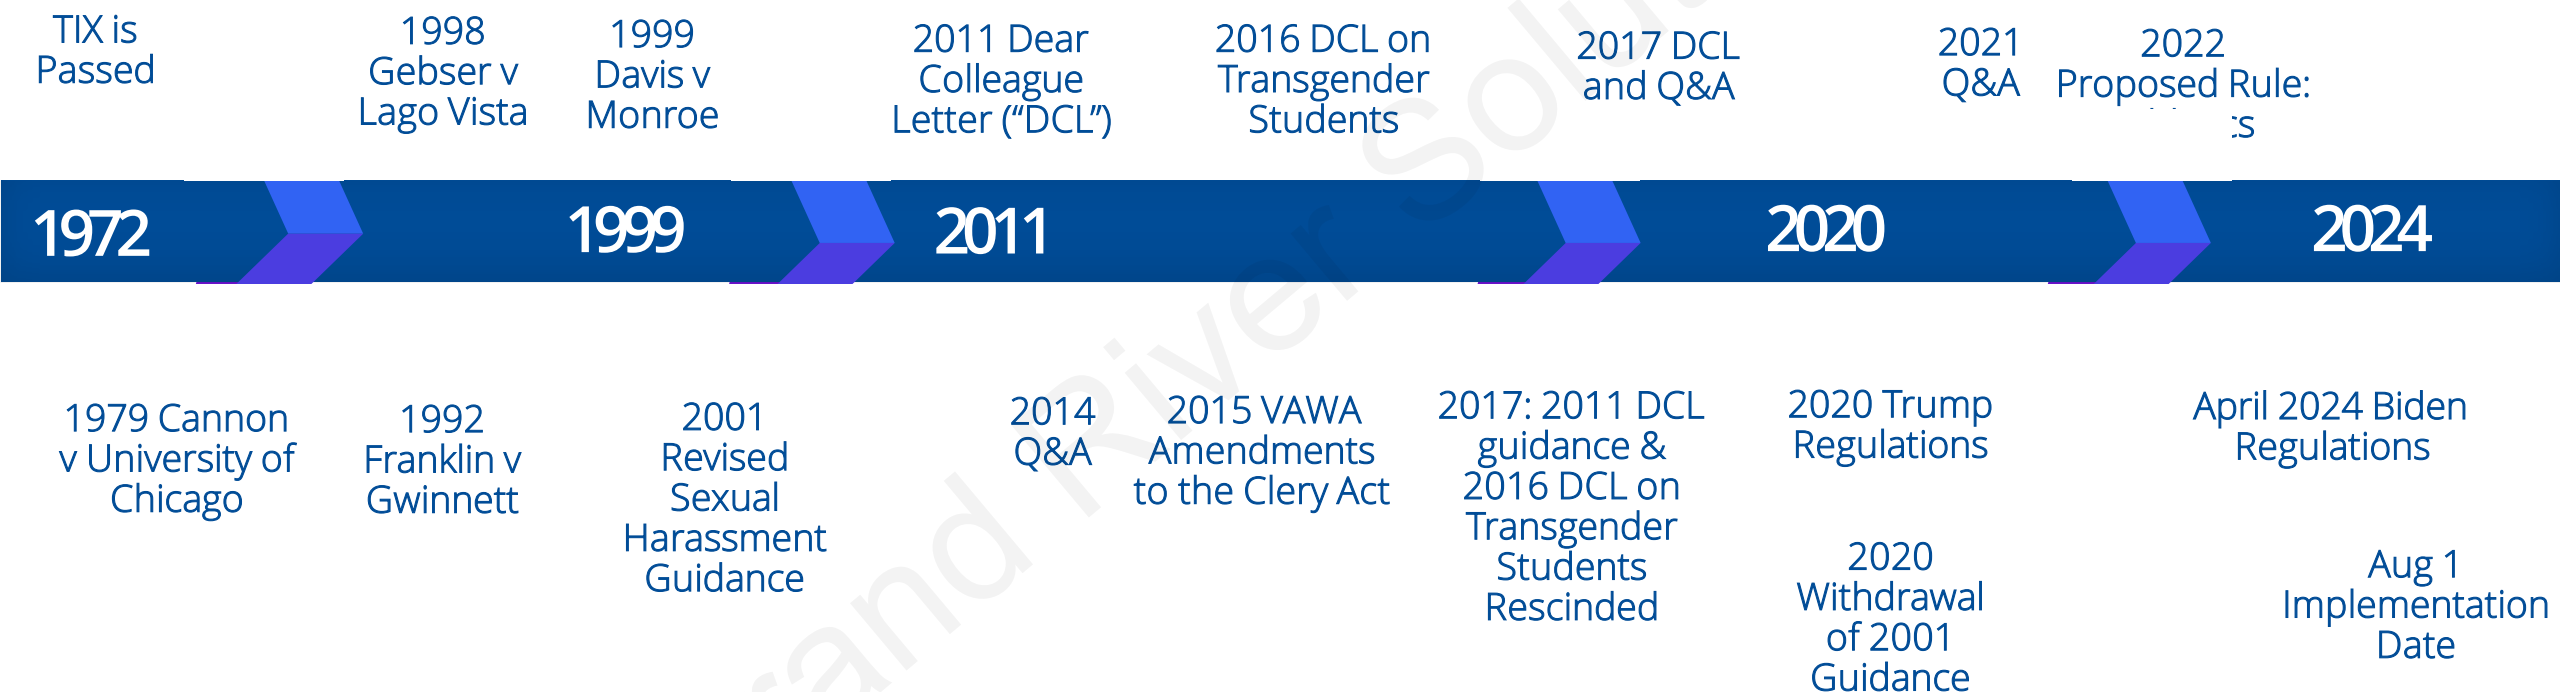 TIX is
Passed
1998
Gebser v
Lago Vista
1999
Davis v
Monroe
2011 Dear
Colleague
Letter (“DCL”)
2016 DCL on
Transgender
Students
2017 DCL
and Q&A
2021
Q&A
2022
Proposed Rule:
1972
1999
2011
2020
2024
1979 Cannon
v University of
Chicago
1992
Franklin v
Gwinnett
2001
Revised
Sexual
Harassment
Guidance
2014
Q&A
2015 VAWA
Amendments
to the Clery Act
2017: 2011 DCL
guidance &
2016 DCL on
Transgender
Students
Rescinded
2020 Trump
Regulations
2020
Withdrawal
of 2001
Guidance
April 2024 Biden
Regulations
Aug 1
Implementation
Date
River